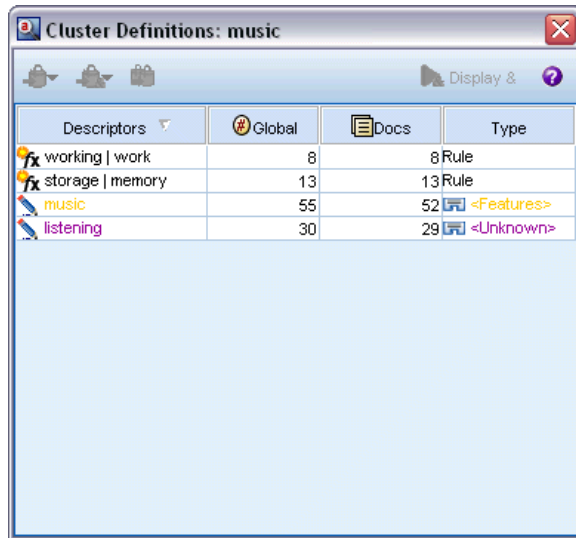 Cluster Definitions: music
Display &
Descriptors Global Docs Type
working | work 8 8 Rule
storage | memory 13 13 Rule
music 55 52 <Features>
listening 30 29 <Unknown>